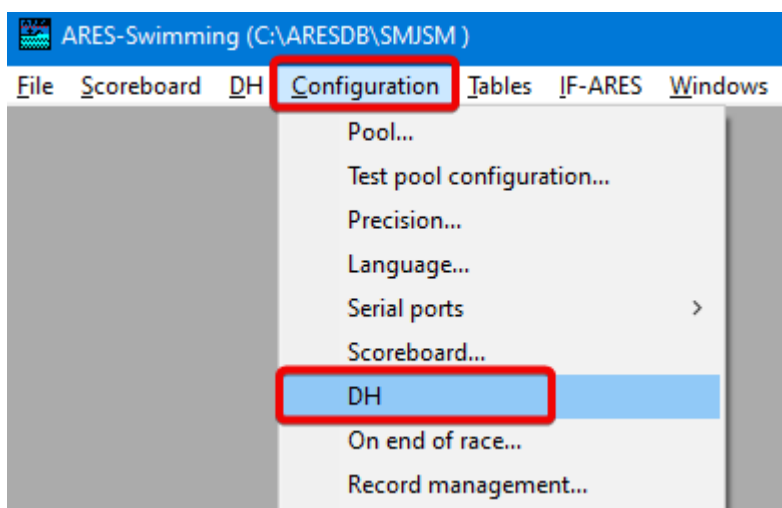 ARES-Swimming (C:\ARESDB\SMJSM )
File Scoreboard DH Configuration Tables IF-ARES Windows
Pool...
Test pool configuration...
Precision...
Language...
Serial ports >
Scoreboard...
DH
On end of race...
Record management...